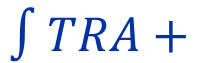 ∫ TRA +